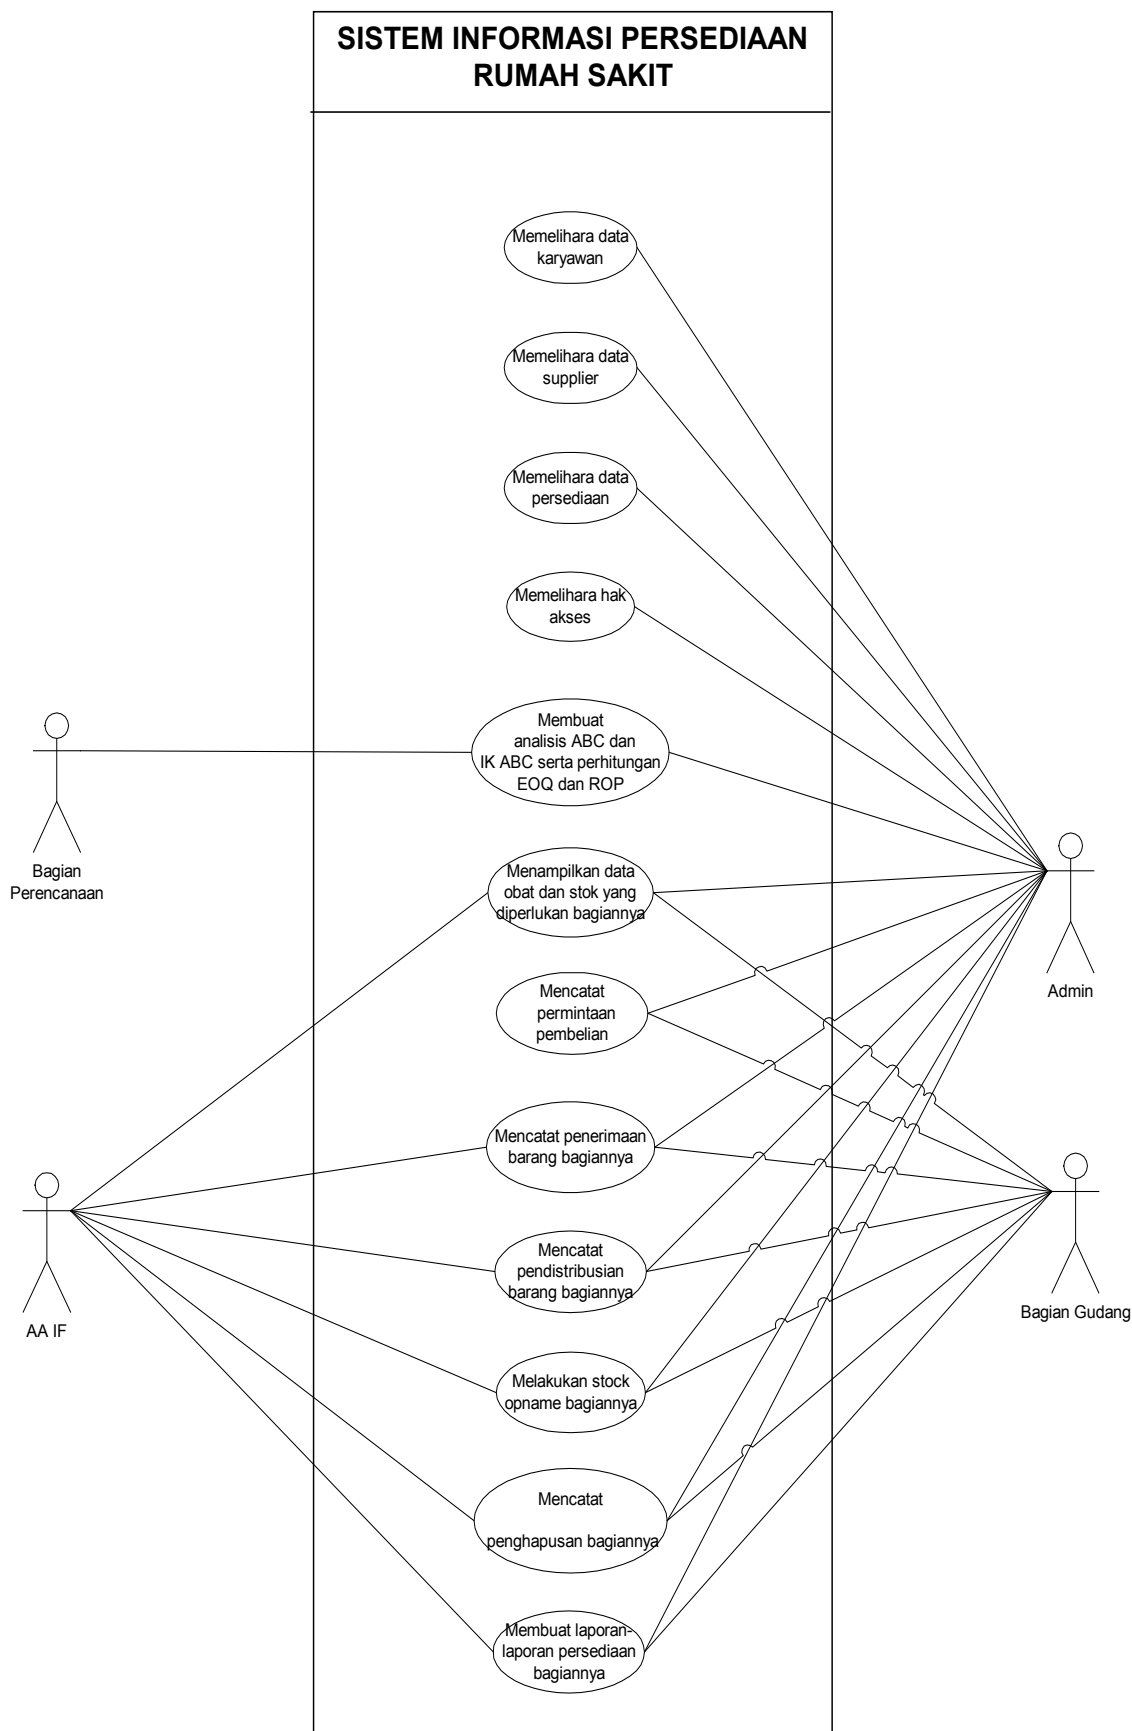 SISTEM INFORMASI PERSEDIAAN
RUMAH SAKIT
Memelihara data
karyawan
Memelihara data
supplier
Memelihara data
persediaan
Memelihara hak
akses
Membuat
analisis ABC dan
IK ABC serta perhitungan
EOQ dan ROP
Bagian
Perencanaan
Menampilkan data
obat dan stok yang
diperlukan bagiannya
Admin
Mencatat
permintaan
pembelian
Mencatat penerimaan
barang bagiannya
Mencatat
pendistribusian
barang bagiannya
Bagian Gudang
AA IF
Melakukan stock
opname bagiannya
Mencatat
penghapusan bagiannya
Membuat laporan-
laporan persediaan
bagiannya